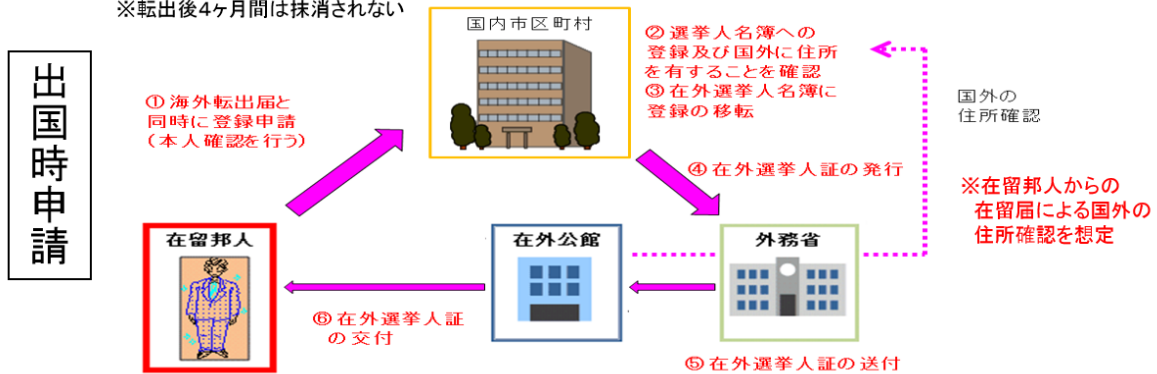 ※転出後4ヶ月間は抹消されない
国内市区町村
②選挙人名簿への
登録及び国外に住所
を有することを確認
③在外選挙人名簿に
登録の移転
出国時申請
①海外転出届と
同時に登録申請
（本人確認を行う）
国外の
住所確認
④在外選挙人証の発行
※在留邦人からの
在留届による国外の
住所確認を想定
在留邦人
在外公館
外務省
⑥在外選挙人証
の交付
⑤在外選挙人証の送付